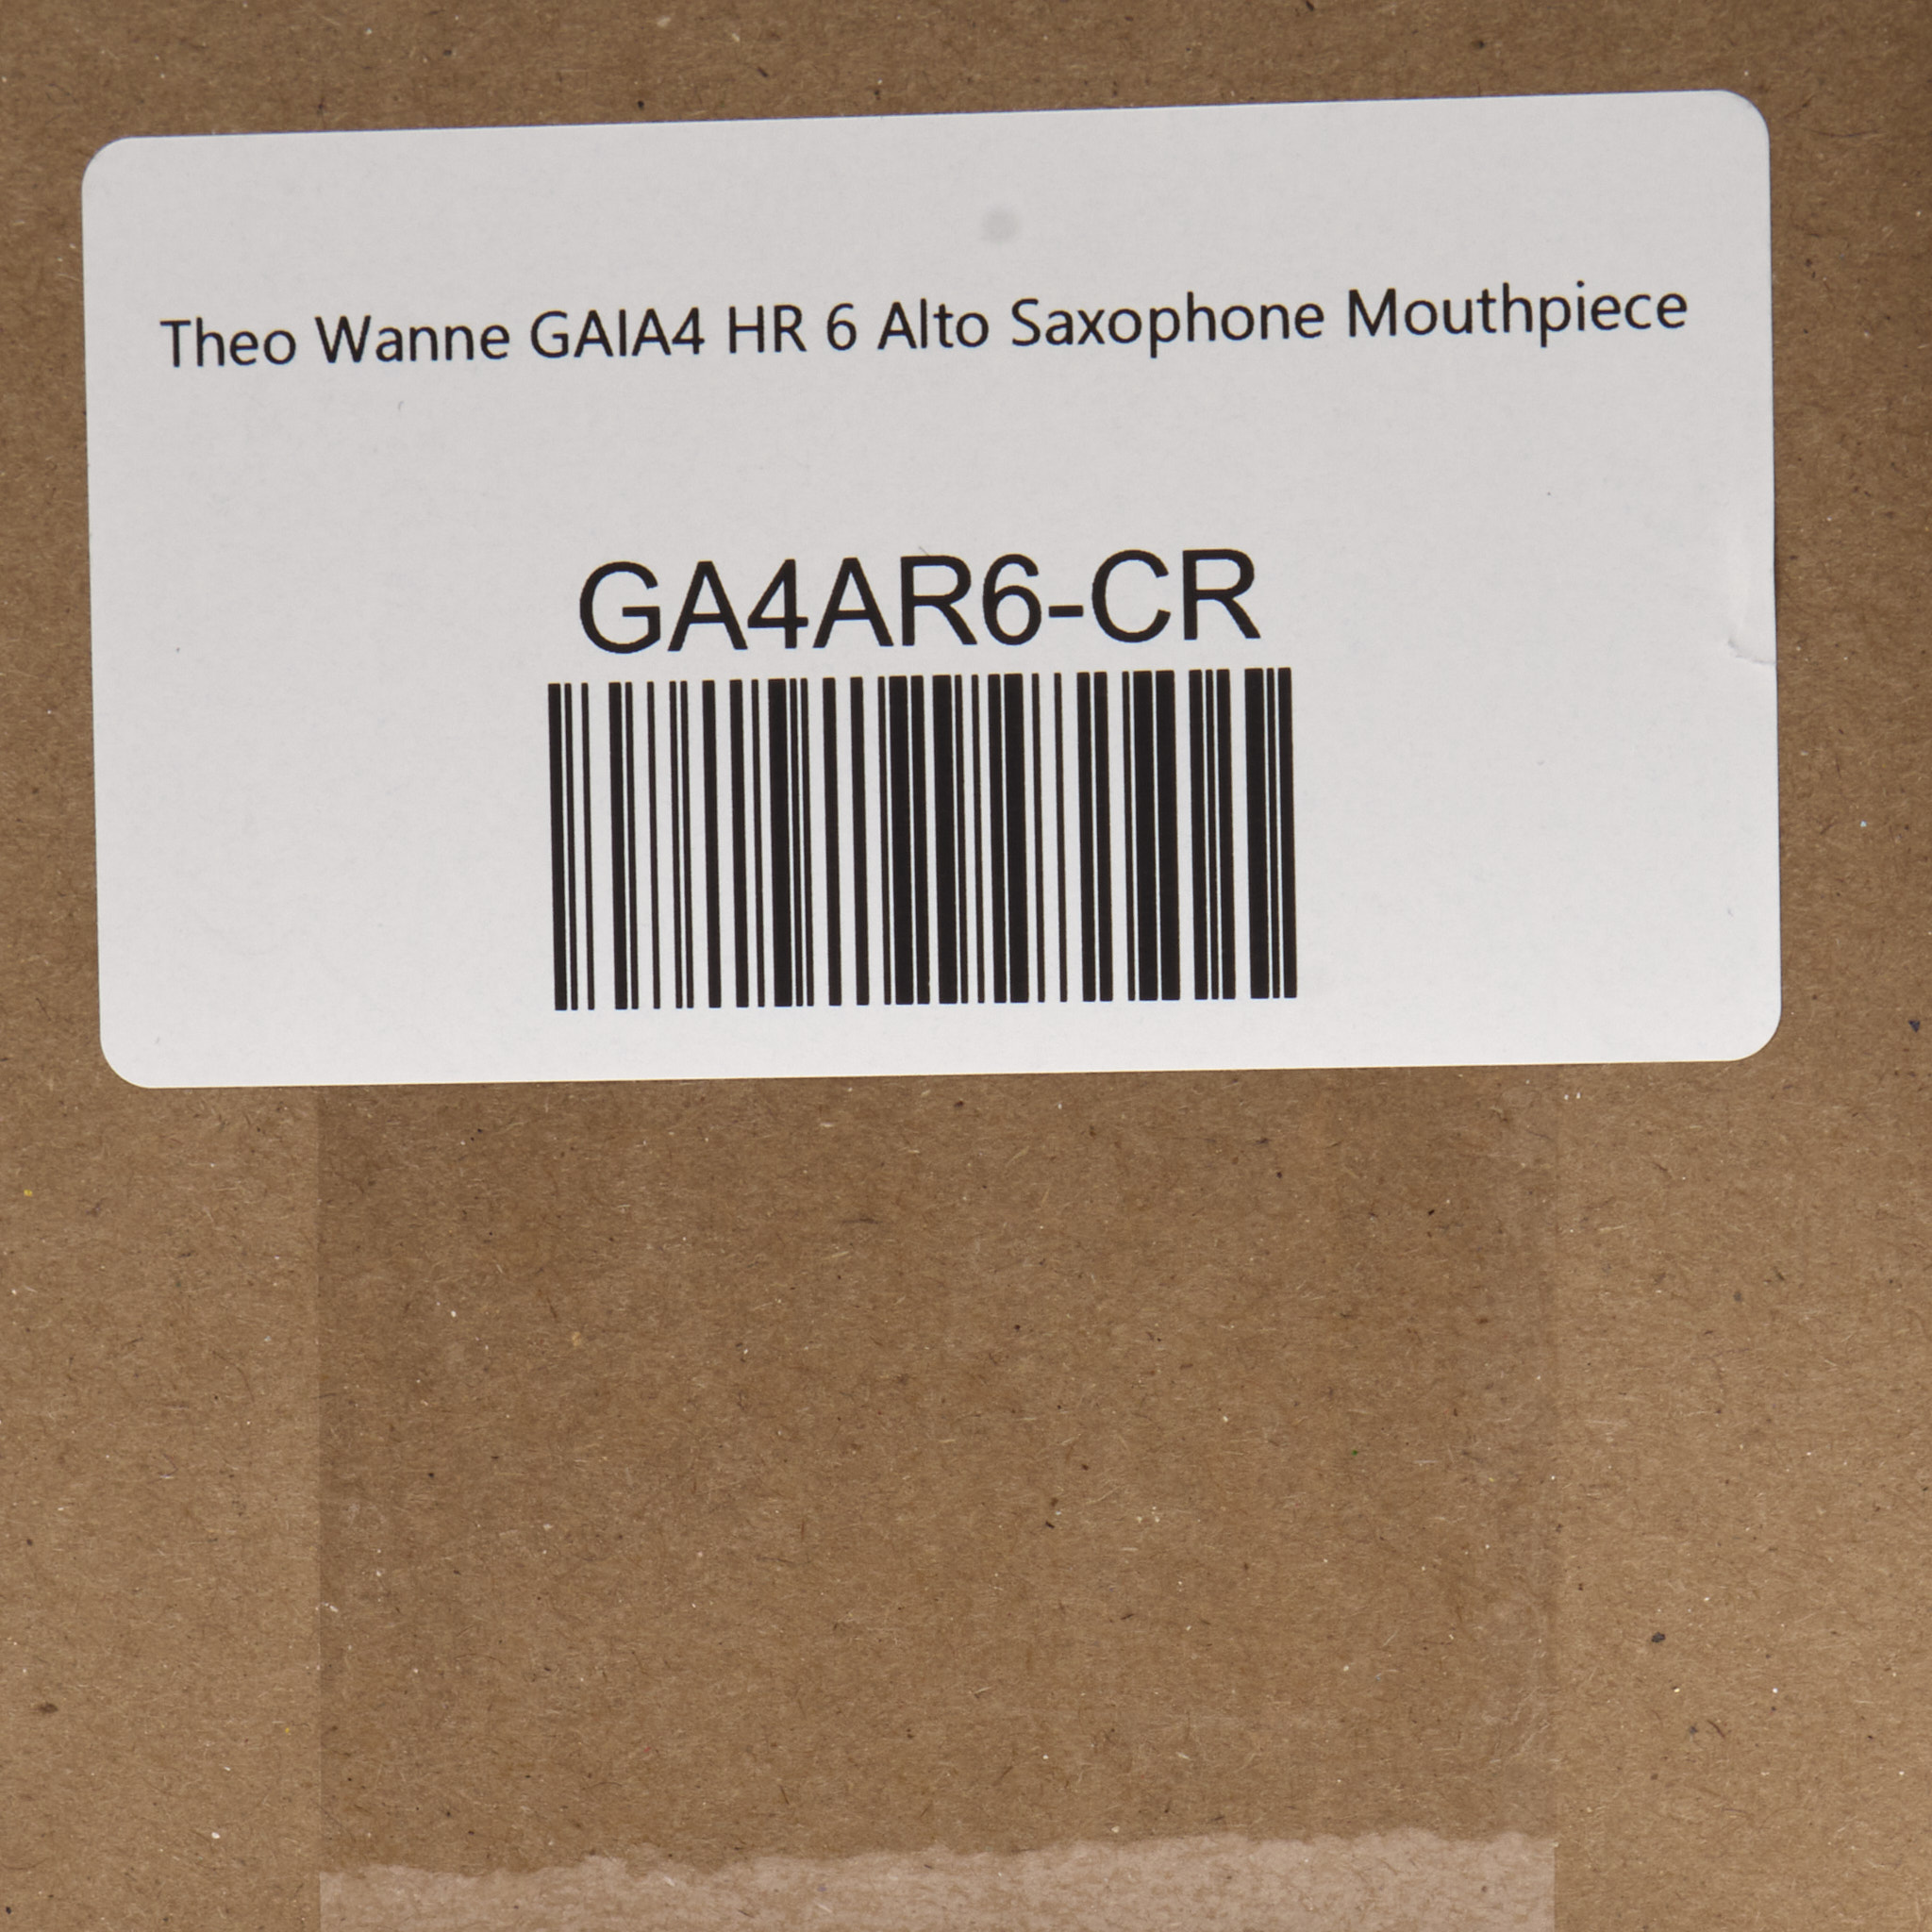 Theo Wanne GAIA4 HR 6 Alto Saxophone Mouthpiece
GA4AR6-CR